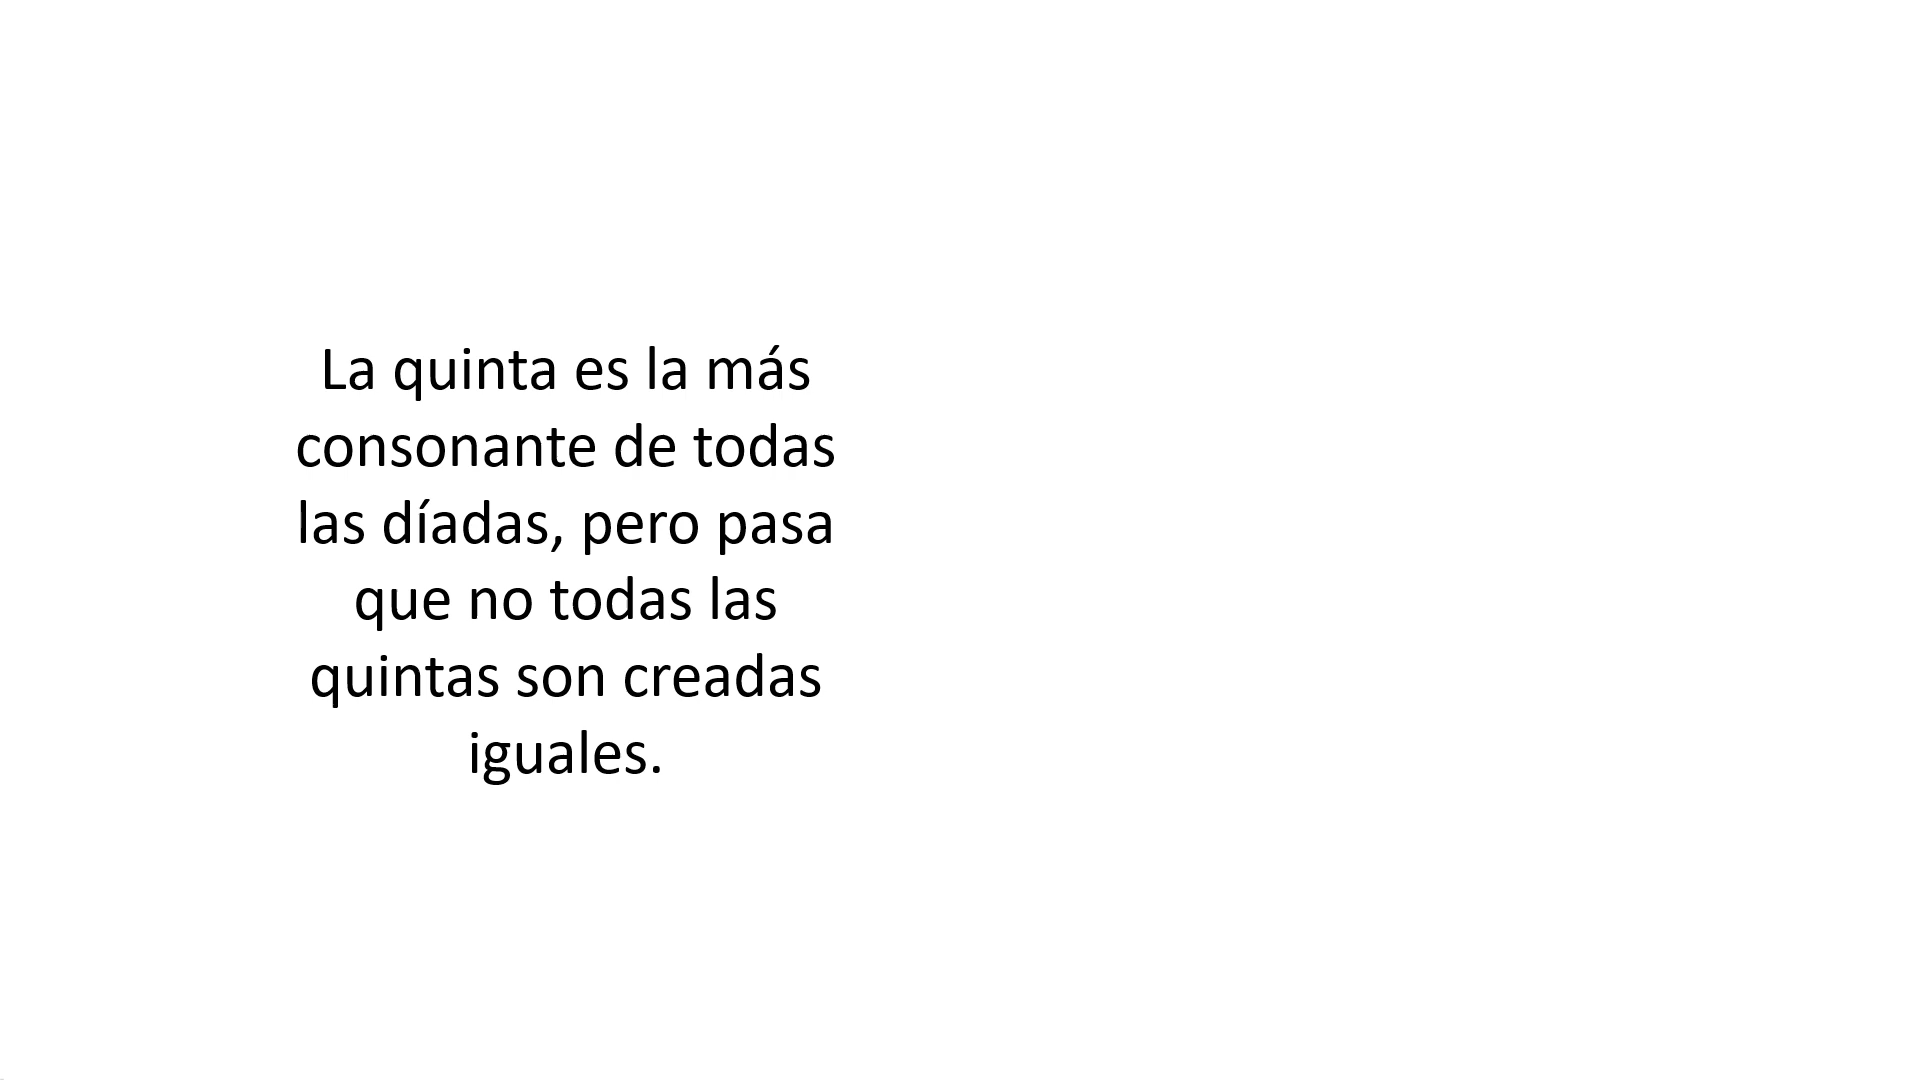 La quinta es la más
consonante de todas
las díadas, pero pasa
que no todas las
quintas son creadas
iguales.